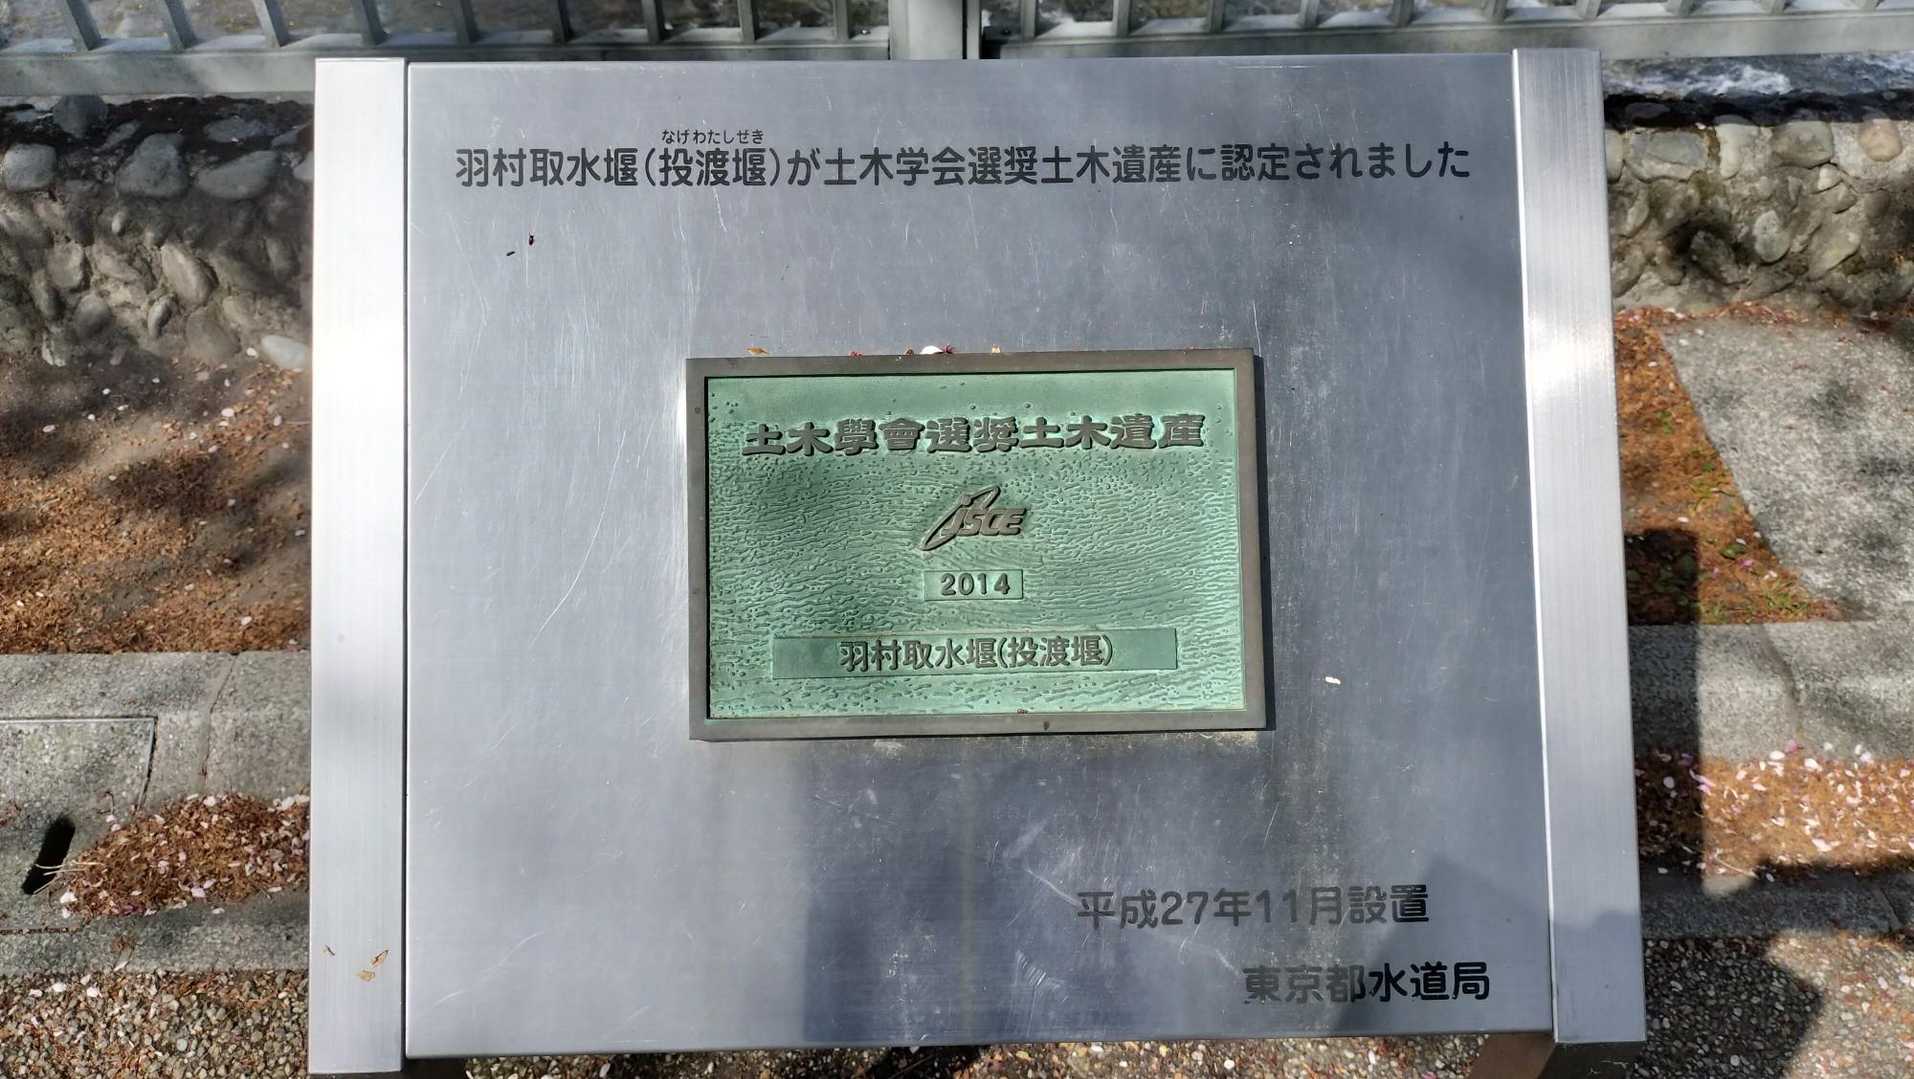 なげわたしぜき
羽村取水堰(投渡堰)が土木学会選奨土木遺産に認定されました
土木學會選奨土木遺産
JSCE
2014
羽村取水堰(投渡堰)
平成27年11月設置
東京都水道局